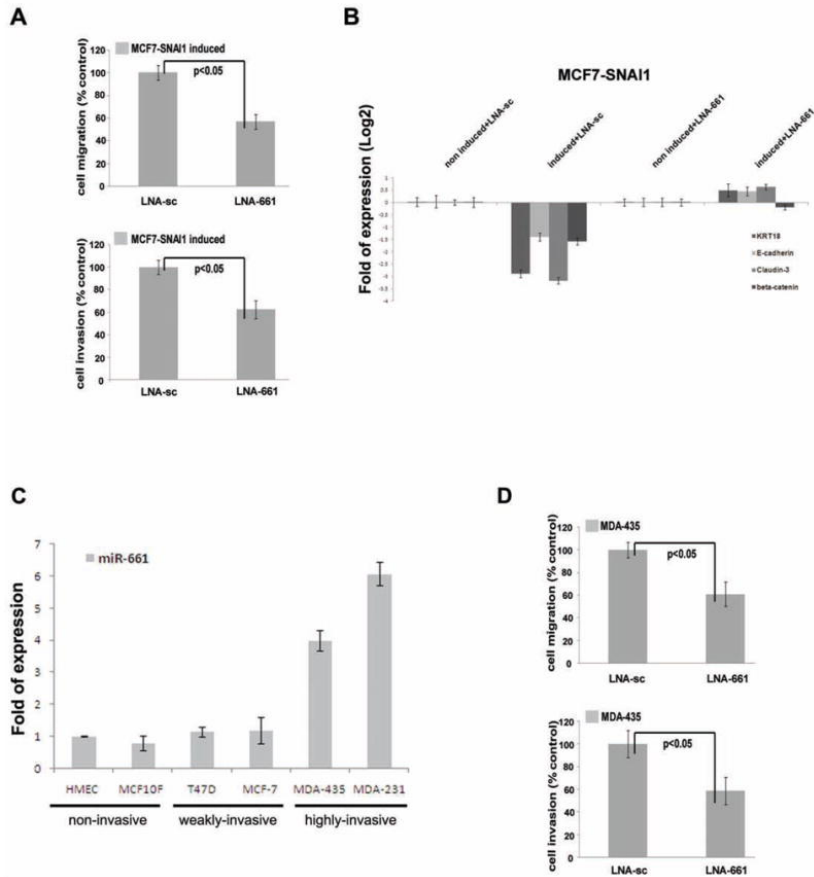 A
MCF7-SNAI1 induced
cell migration (% control)
120
100
80
60
40
20
0
p<0.05
LNA-sc
LNA-661
MCF7-SNAI1 induced
cell invasion (% control)
120
100
80
60
40
20
0
p<0.05
LNA-sc
LNA-661
B
MCF7-SNAI1
non induced+LNA-sc
induced+LNA-sc
non induced+LNA-661
induced+LNA-661
Fold of expression (Log2)
KRT18
E-cadherin
Claudin-3
beta-catenin
C
miR-661
Fold of expression
7
6
5
4
3
2
1
0
HMEC MCF10F T47D MCF-7 MDA-435 MDA-231
non-invasive weakly-invasive highly-invasive
D
MDA-435
cell migration (% control)
120
100
80
60
40
20
0
p<0.05
LNA-sc
LNA-661
MDA-435
cell invasion (% control)
120
100
80
60
40
20
0
p<0.05
LNA-sc
LNA-661